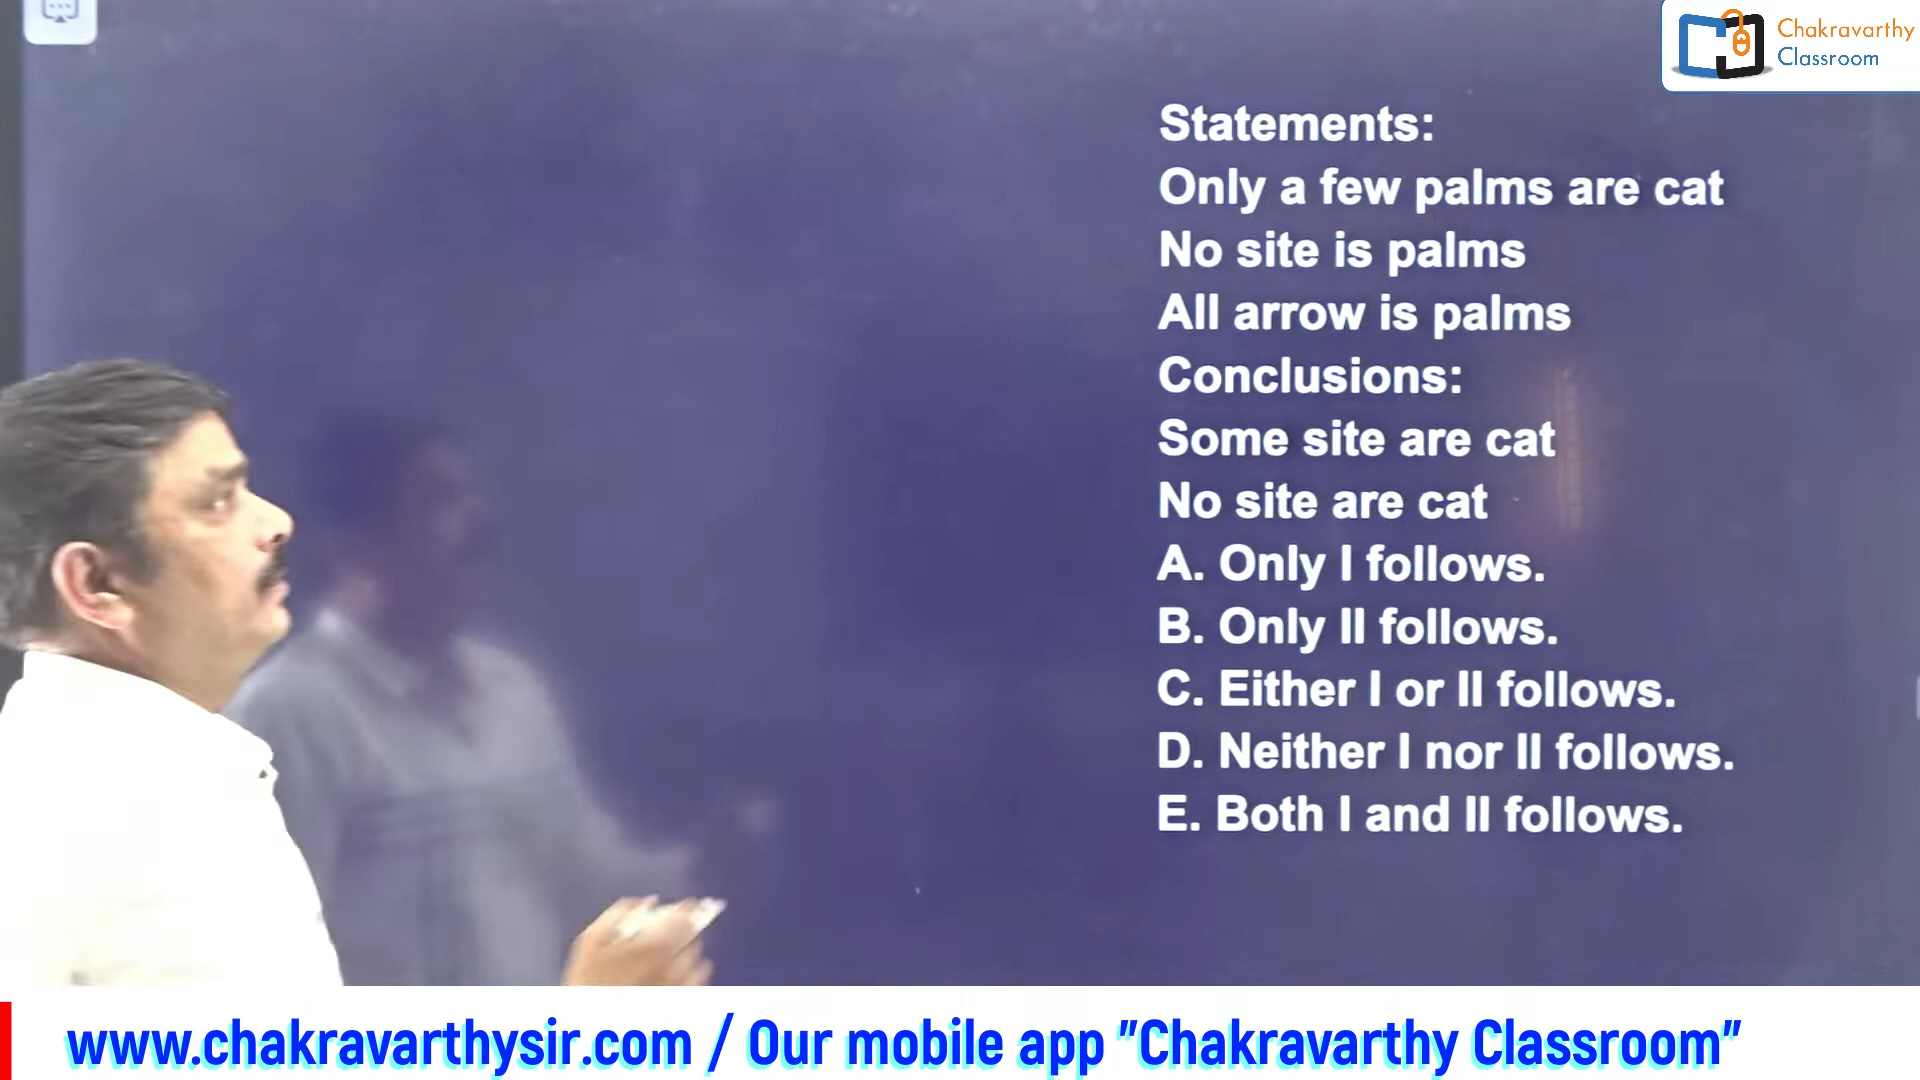 Chakravarthy
Classroom
Statements:
Only a few palms are cat
No site is palms
All arrow is palms
Conclusions:
Some site are cat
No site are cat
A. Only I follows.
B. Only II follows.
C. Either I or II follows.
D. Neither I nor II follows.
E. Both I and II follows.
www.chakravarthysir.com / Our mobile app "Chakravarthy Classroom"